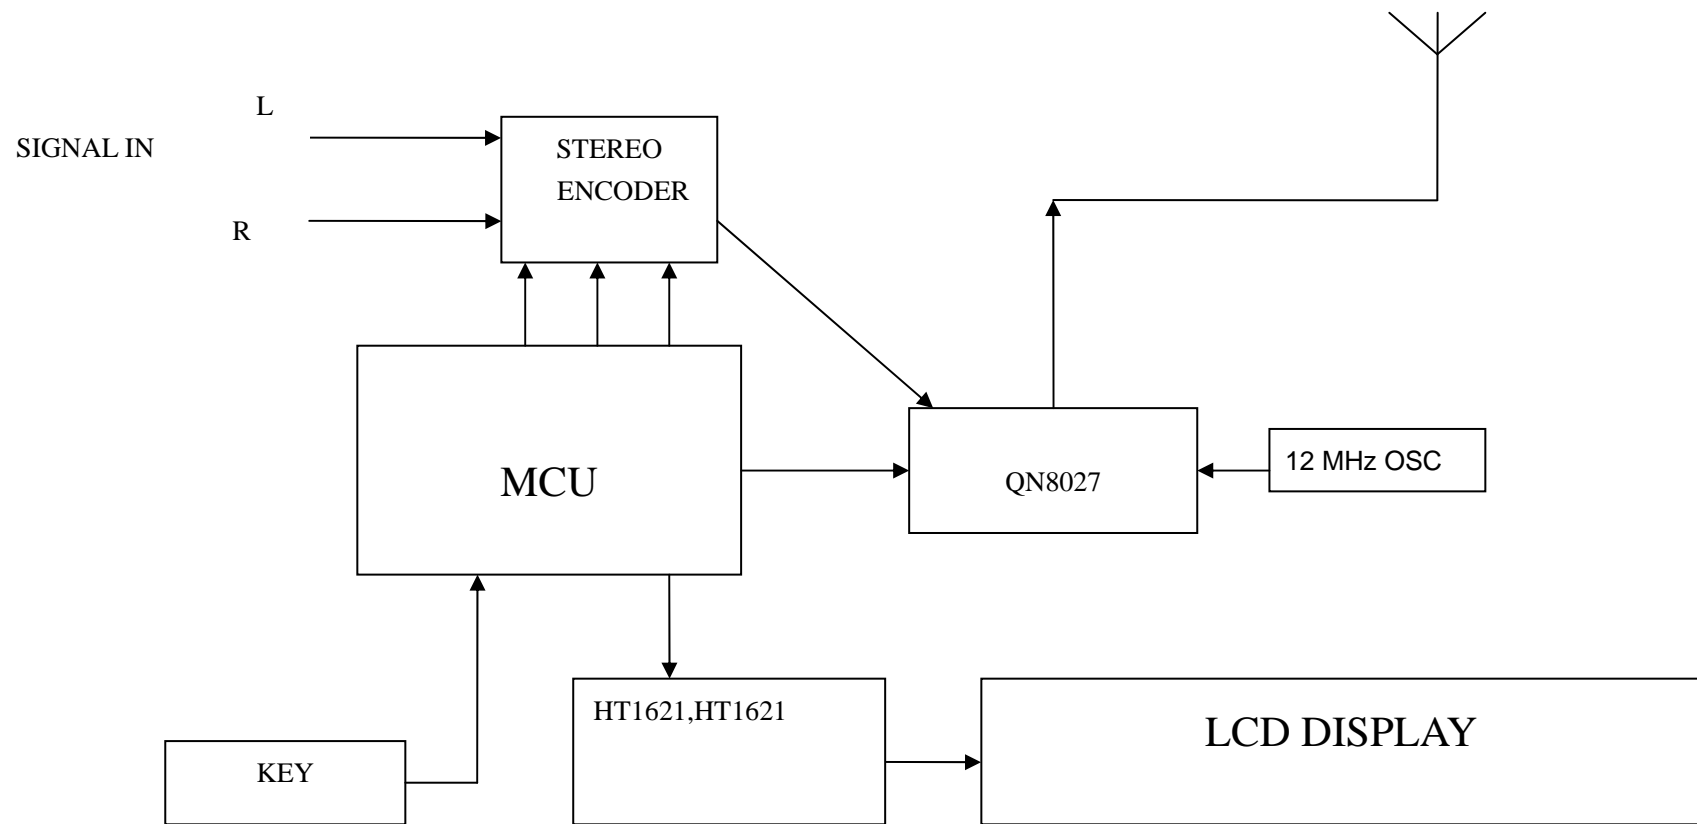 L
SIGNAL IN
R
STEREO
ENCODER
MCU
QN8027
12 MHz OSC
HT1621,HT1621
LCD DISPLAY
KEY